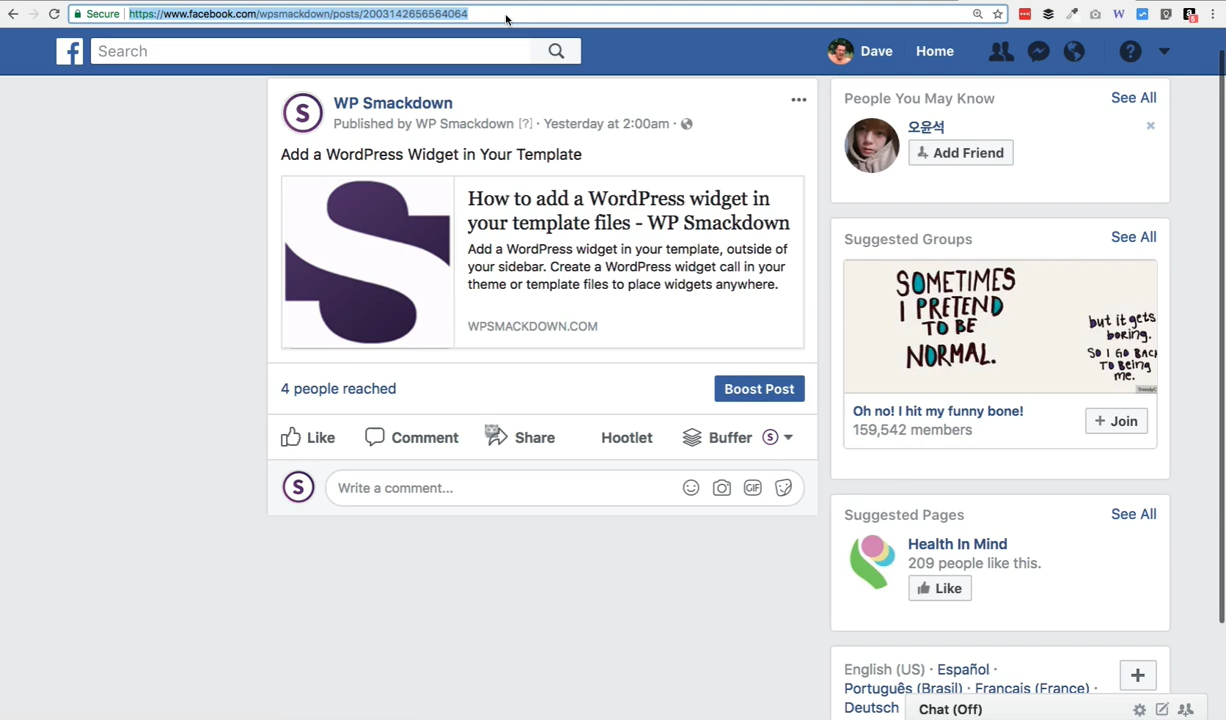 Secure https://www.facebook.com/wpsmackdown/posts/2003142656564064
W
5
f
Search
Dave
Home
?
S
WP Smackdown
Published by WP Smackdown [?] · Yesterday at 2:00am ·
Add a WordPress Widget in Your Template
S
How to add a WordPress widget in
your template files - WP Smackdown
Add a WordPress widget in your template, outside of
your sidebar. Create a WordPress widget call in your
theme or template files to place widgets anywhere.
WPSMACKDOWN.COM
4 people reached
Boost Post
Like
Comment
Share
Hootlet
Buffer
S
S
Write a comment...
GIF
People You May Know
See All
오윤석
Add Friend
Suggested Groups
See All
SOMETIMES
I PRETEND
TO BE
NORMAL.
but it gets
boring.
SO I GO BACK
TO BEING
me.
Oh no! I hit my funny bone!
159,542 members
+ Join
Suggested Pages
See All
Health In Mind
209 people like this.
Like
English (US) · Español ·
Português (Brasil) · Français (France) ·
Deutsch
+
Chat (Off)